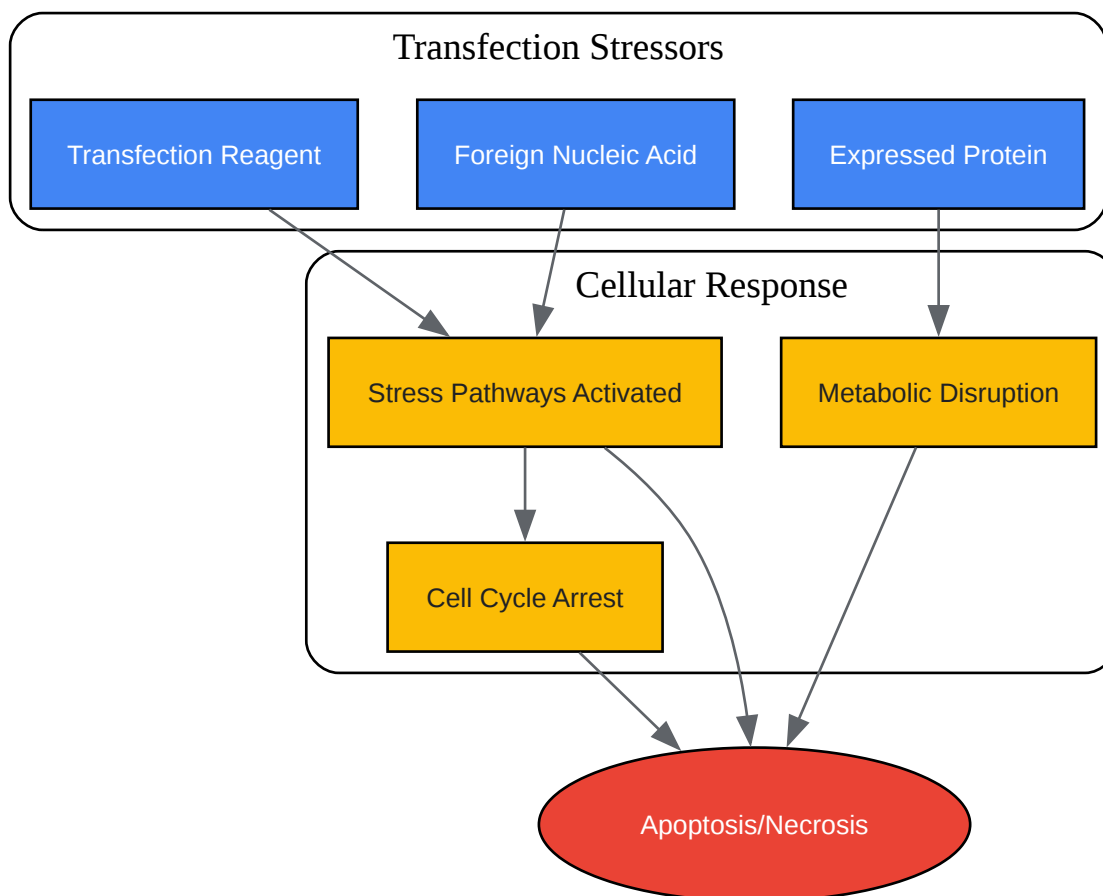 Transfection Stressors
Transfection Reagent
Foreign Nucleic Acid
Expressed Protein
Cellular Response
Stress Pathways Activated
Metabolic Disruption
Cell Cycle Arrest
Apoptosis/Necrosis